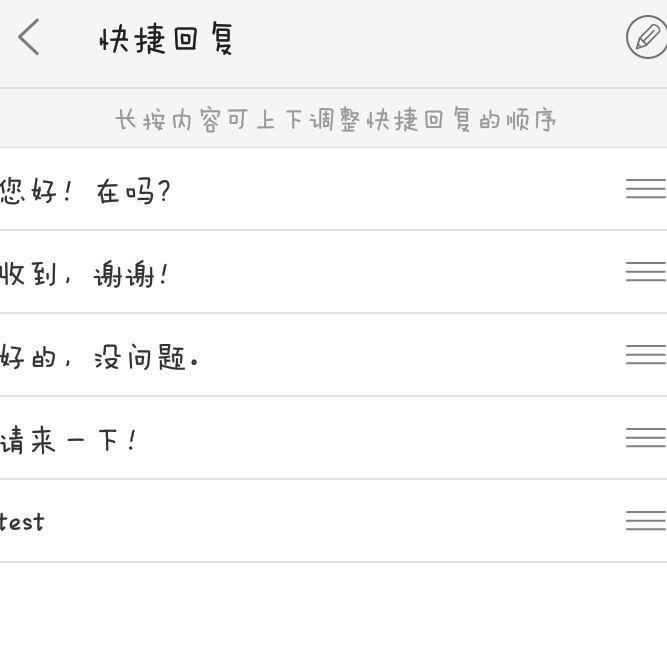 快捷回复
长按内容可上下调整快捷回复的顺序
您好！在吗？
收到，谢谢！
好的，没问题.
请来一下！
test